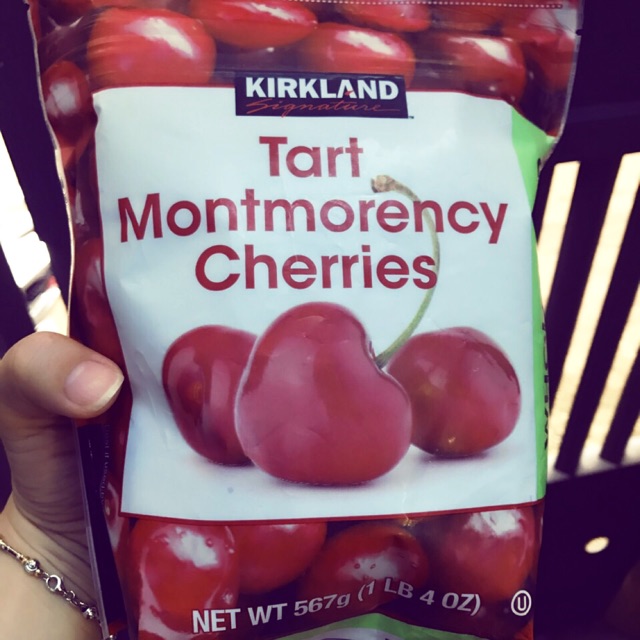 KIRKLAND
Signature
Tart
Montmorency
Cherries
NET WT 567g (1 LB 4 OZ)
U